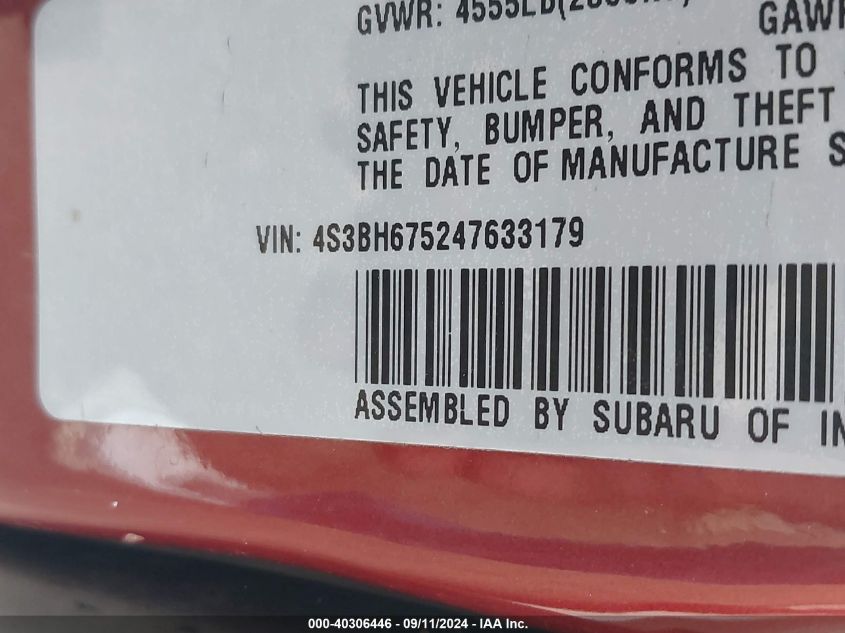 GVWR: 4555LB
GAWR
THIS VEHICLE CONFORMS TO
SAFETY, BUMPER, AND THEFT
THE DATE OF MANUFACTURE S
VIN: 4S3BH675247633179
ASSEMBLED BY SUBARU OF IN
000-40306446 - 09/11/2024 - IAA Inc.